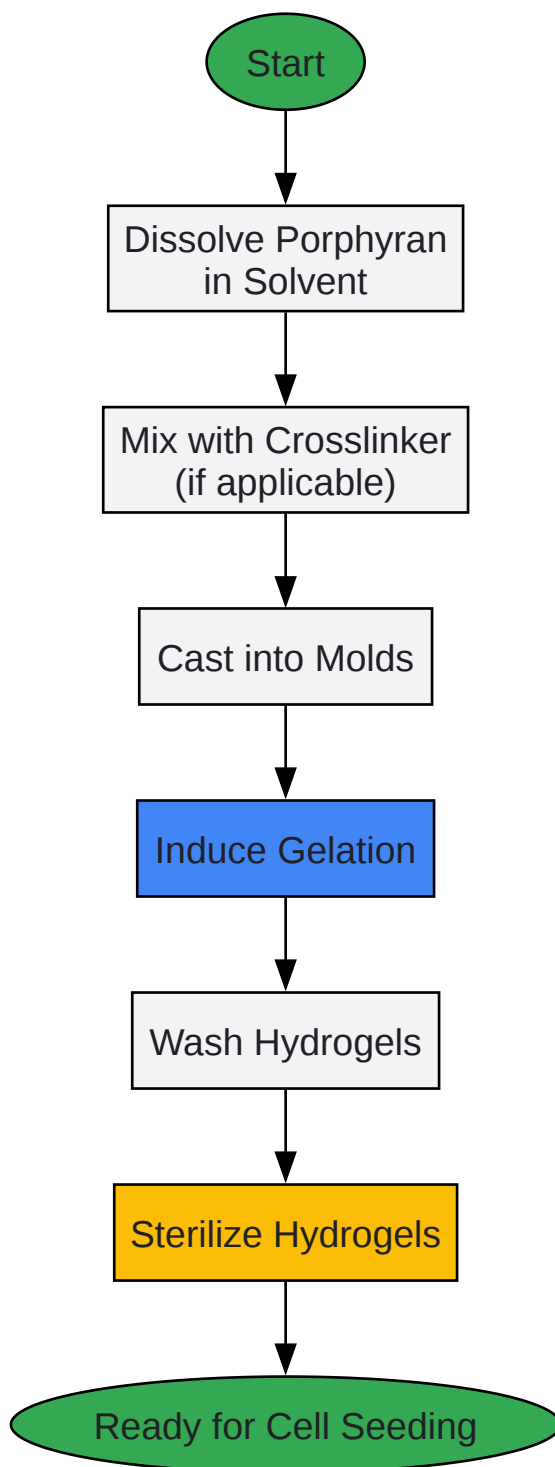 Start
Dissolve Porphyran
in Solvent
Mix with Crosslinker
(if applicable)
Cast into Molds
Induce Gelation
Wash Hydrogels
Sterilize Hydrogels
Ready for Cell Seeding